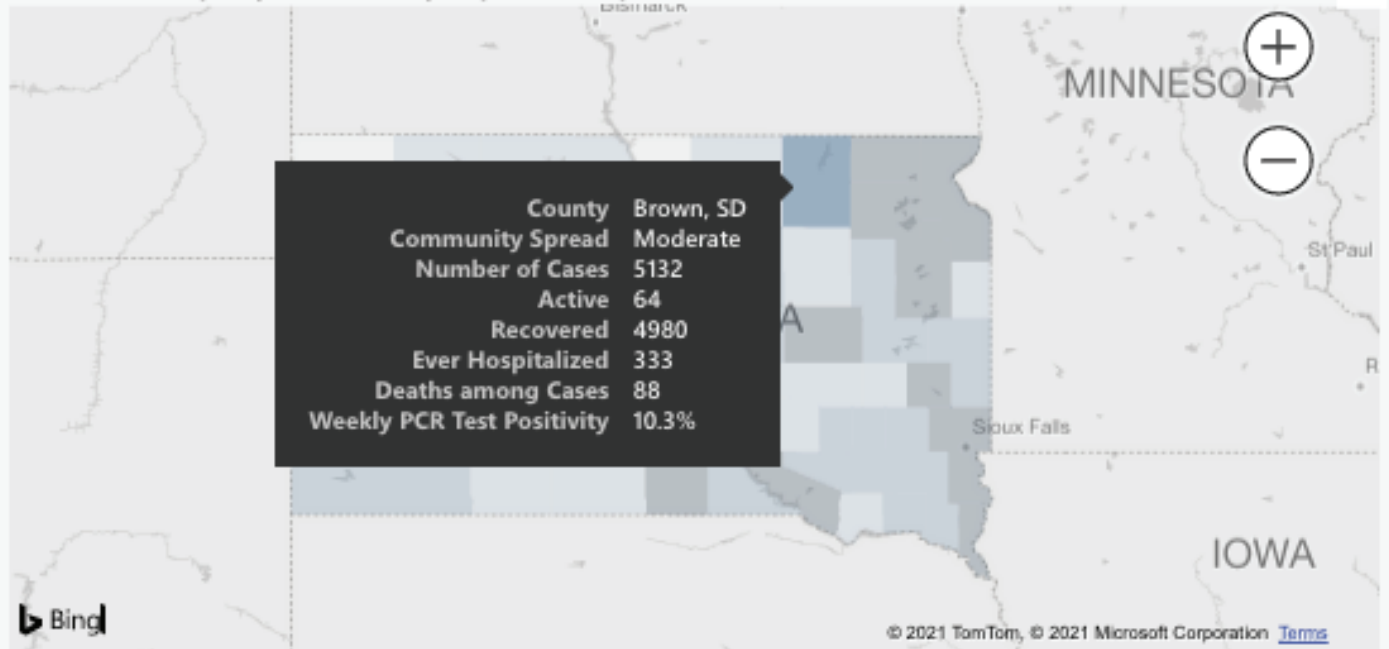 Bismarck
MINNESOTA
County Brown, SD
Community Spread Moderate
Number of Cases 5132
Active 64
Recovered 4980
Ever Hospitalized 333
Deaths among Cases 88
Weekly PCR Test Positivity 10.3%
A
St Paul
R
Sioux Falls
IOWA
Bing
© 2021 TomTom, © 2021 Microsoft Corporation Terms